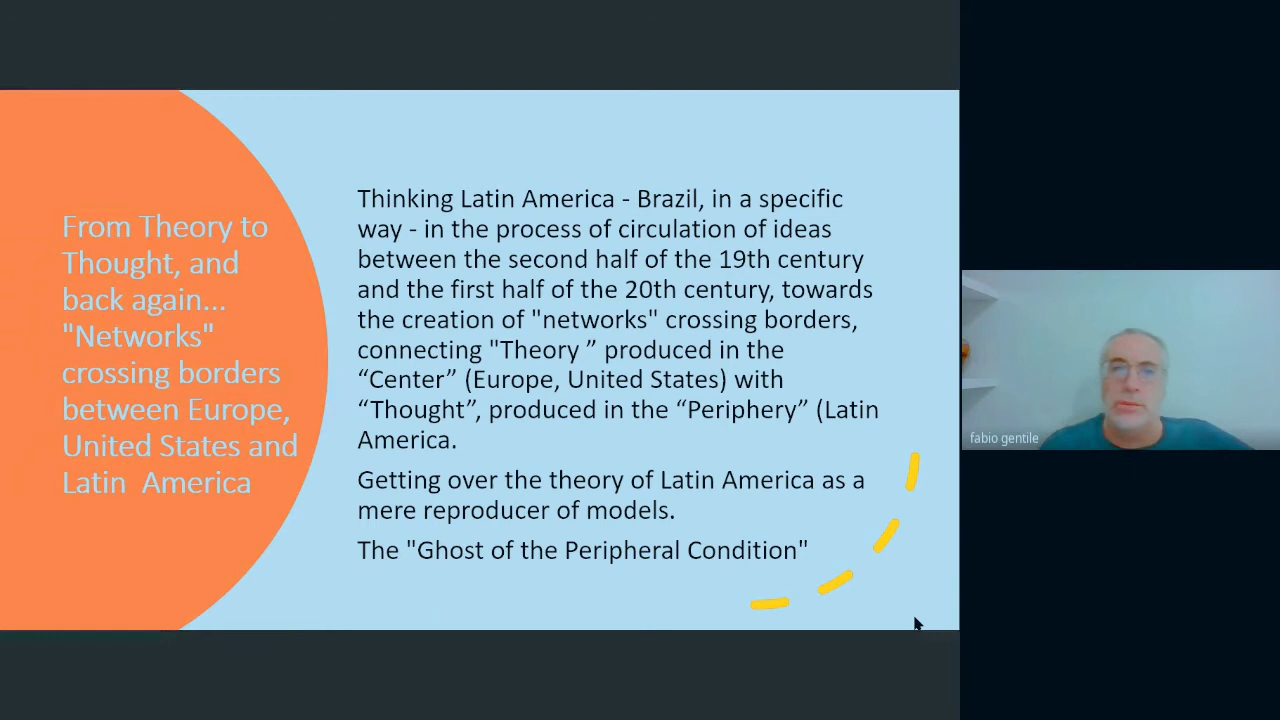 From Theory to
Thought, and
back again...
"Networks"
crossing borders
between Europe,
United States and
Latin  America
Thinking Latin America - Brazil, in a specific
way - in the process of circulation of ideas
between the second half of the 19th century
and the first half of the 20th century, towards
the creation of "networks" crossing borders,
connecting "Theory ” produced in the
“Center” (Europe, United States) with
“Thought”, produced in the “Periphery” (Latin
America.
Getting over the theory of Latin America as a
mere reproducer of models.
The "Ghost of the Peripheral Condition"
fabio gentile